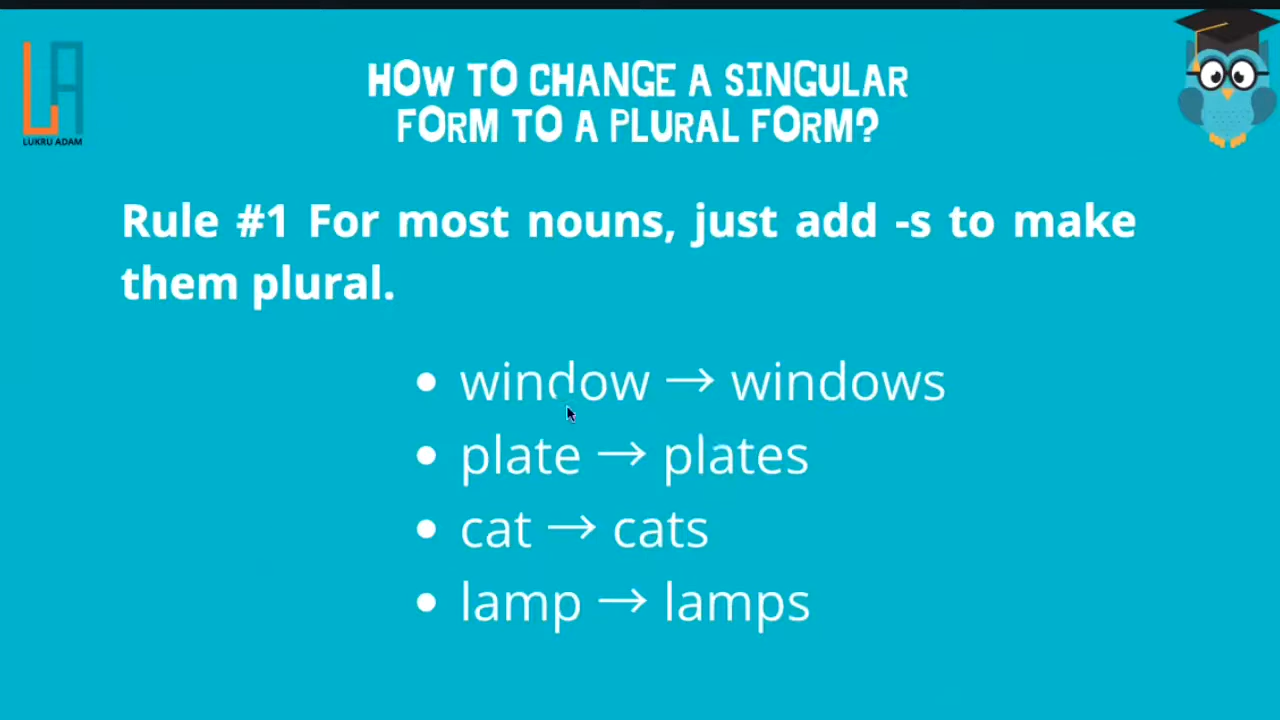 LUKRU ADAM
HOW TO CHANGE A SINGULAR
FORM TO A PLURAL FORM?
Rule #1 For most nouns, just add -s to make
them plural.
• window → windows
• plate → plates
• cat → cats
• lamp → lamps